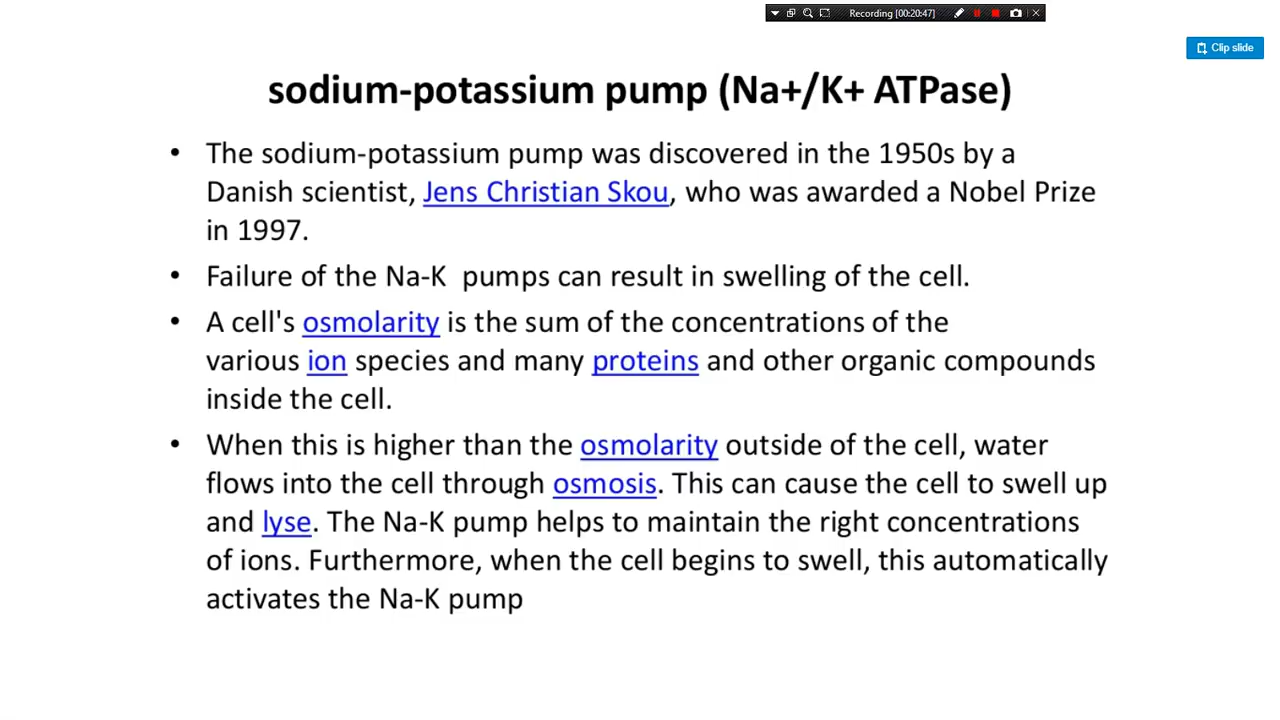 Recording [00:20:47]
Clip slide
sodium-potassium pump (Na+/K+ ATPase)
• The sodium-potassium pump was discovered in the 1950s by a
Danish scientist, Jens Christian Skou, who was awarded a Nobel Prize
in 1997.
• Failure of the Na-K  pumps can result in swelling of the cell.
• A cell's osmolarity is the sum of the concentrations of the
various ion species and many proteins and other organic compounds
inside the cell.
• When this is higher than the osmolarity outside of the cell, water
flows into the cell through osmosis. This can cause the cell to swell up
and lyse. The Na-K pump helps to maintain the right concentrations
of ions. Furthermore, when the cell begins to swell, this automatically
activates the Na-K pump